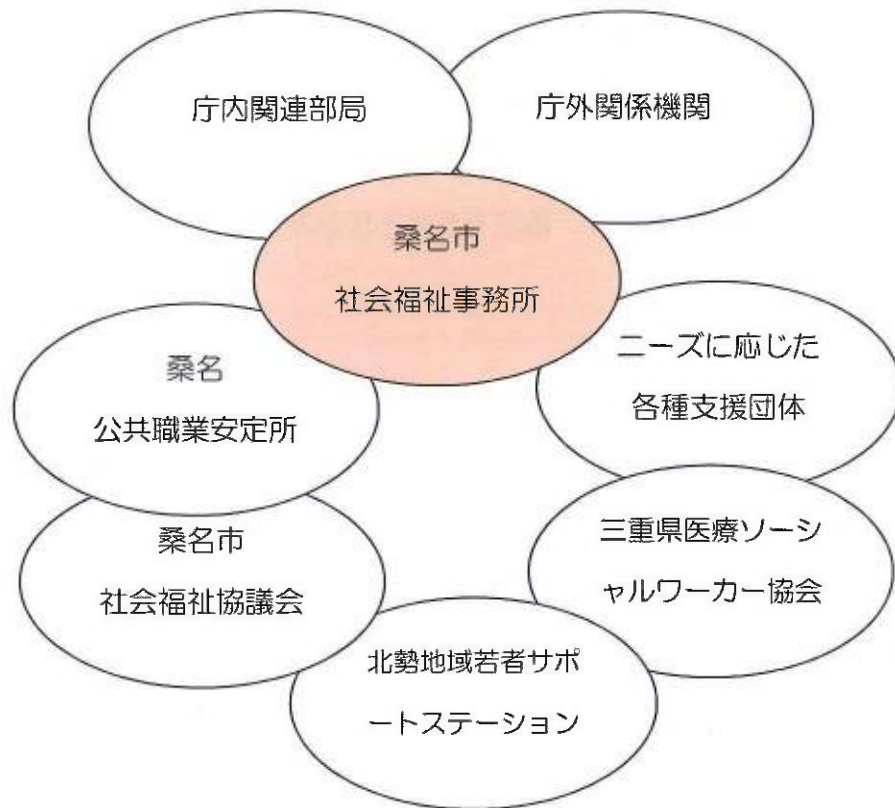 庁内関連部局
庁外関係機関
桑名市
社会福祉事務所
桑名
公共職業安定所
ニーズに応じた
各種支援団体
桑名市
社会福祉協議会
三重県医療ソーシ
ャルワーカー協会
北勢地域若者サポ
ートステーション